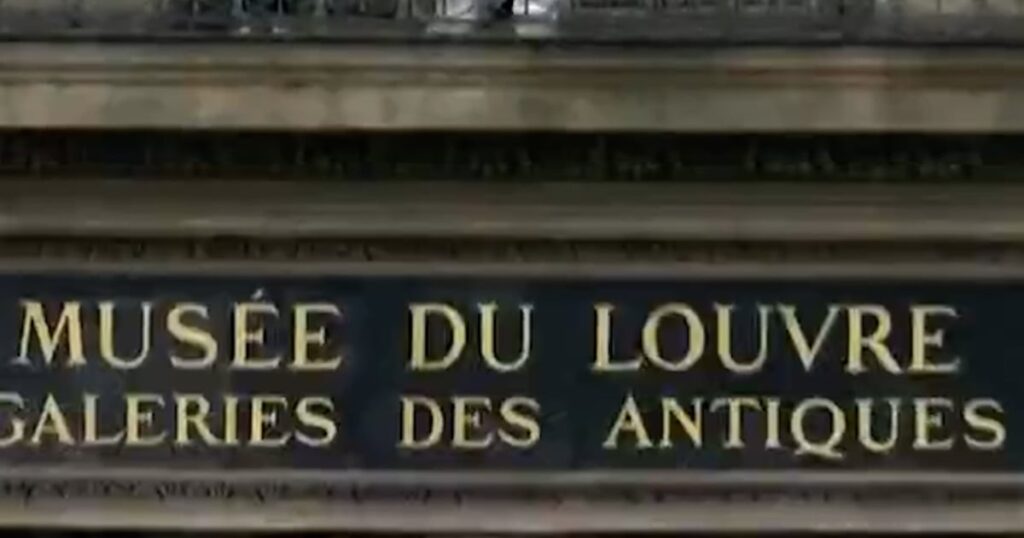 MUSÉE DU LOUVRE
GALERIES DES ANTIQUES